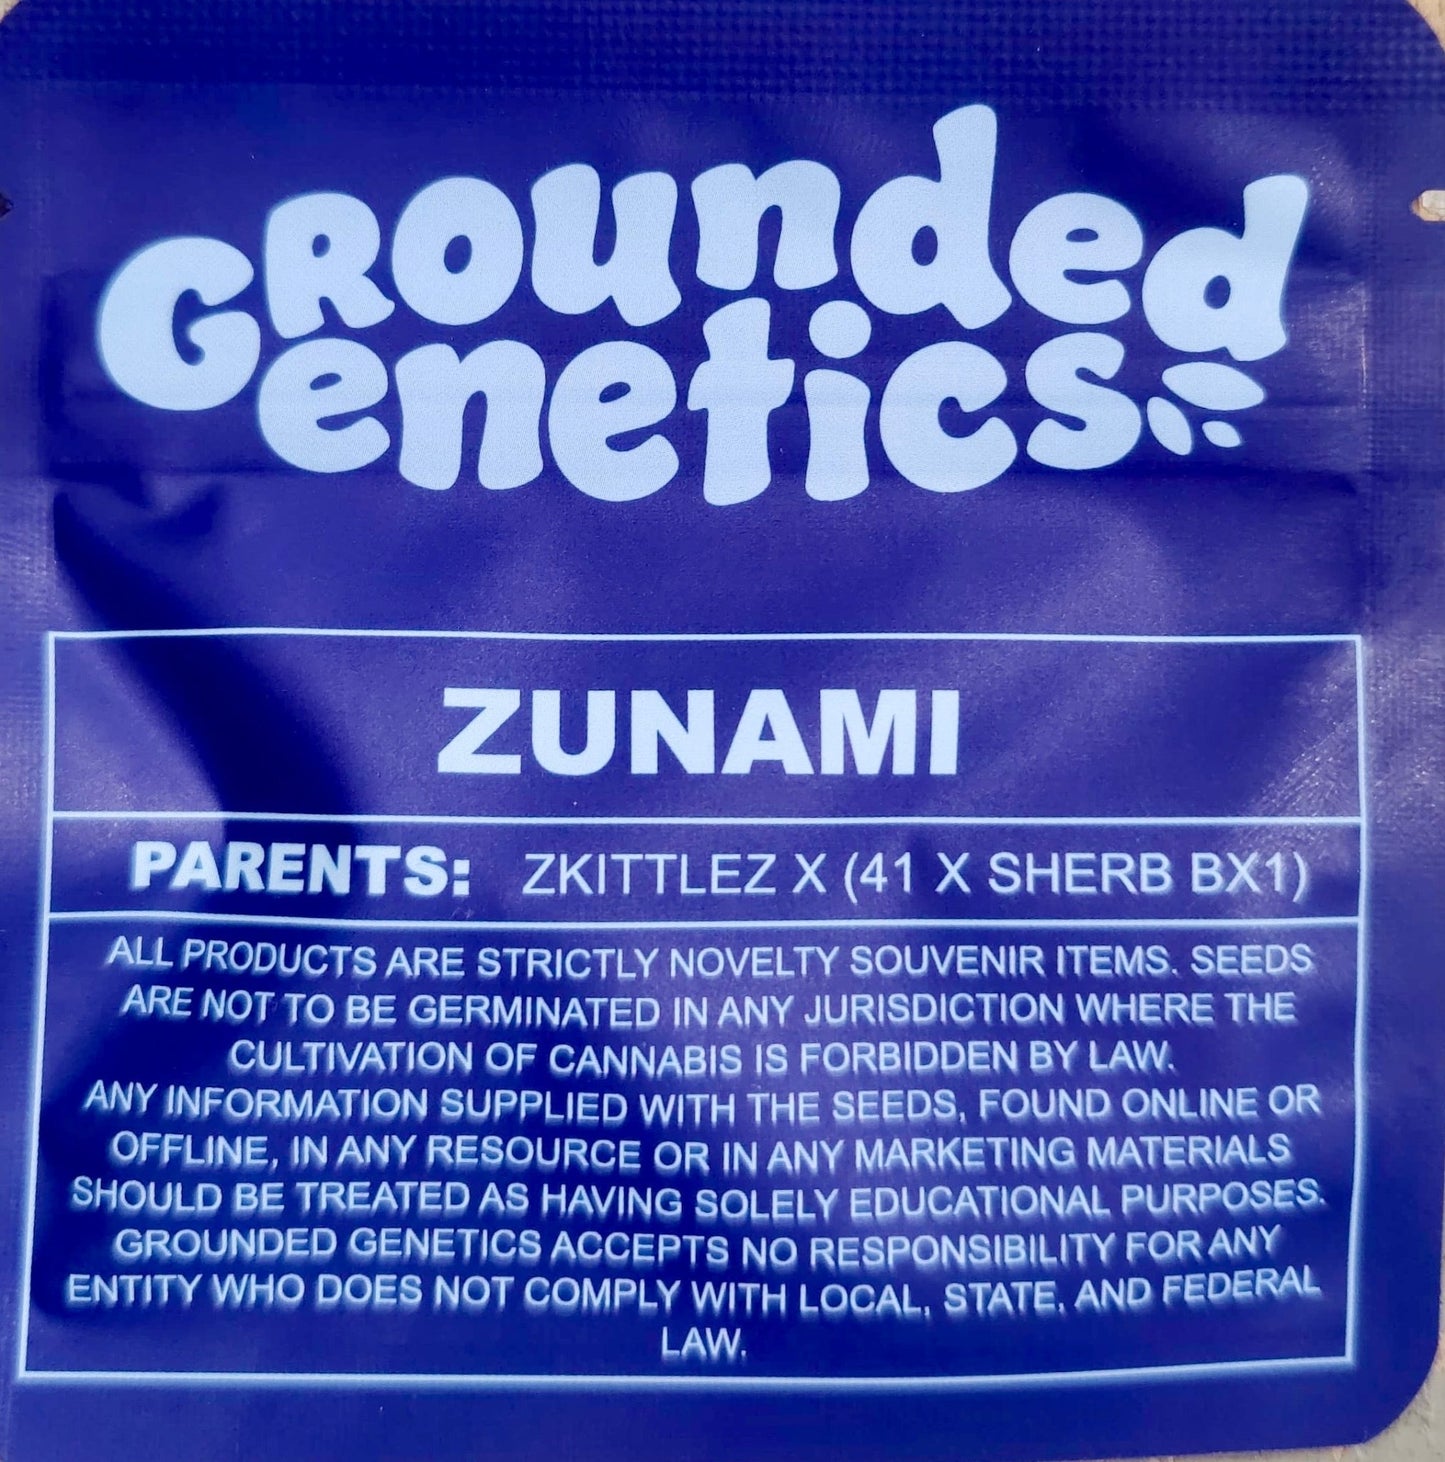 Grounded
Genetics
ZUNAMI
PARENTS: ZKITTLEZ X (41 X SHERB BX1)
ALL PRODUCTS ARE STRICTLY NOVELTY SOUVENIR ITEMS. SEEDS
ARE NOT TO BE GERMINATED IN ANY JURISDICTION WHERE THE
CULTIVATION OF CANNABIS IS FORBIDDEN BY LAW.
ANY INFORMATION SUPPLIED WITH THE SEEDS, FOUND ONLINE OR
OFFLINE, IN ANY RESOURCE OR IN ANY MARKETING MATERIALS
SHOULD BE TREATED AS HAVING SOLELY EDUCATIONAL PURPOSES.
GROUNDED GENETICS ACCEPTS NO RESPONSIBILITY FOR ANY
ENTITY WHO DOES NOT COMPLY WITH LOCAL, STATE, AND FEDERAL
LAW.